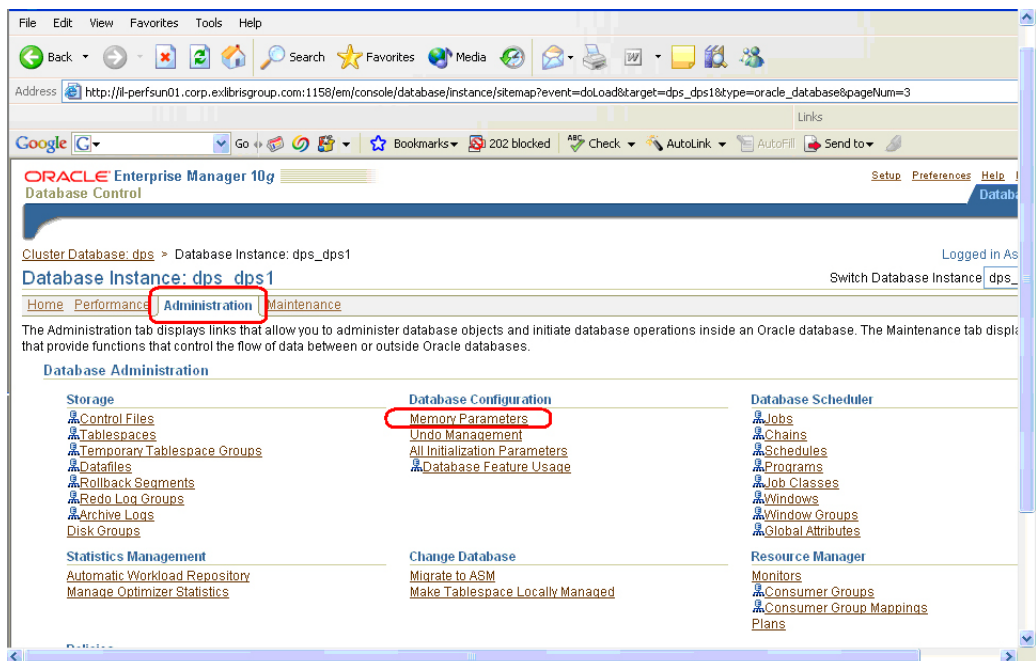 File Edit View Favorites Tools Help
Back Search Favorites Media
Address http://il-perfsun01.corp.exlibrisgroup.com:1158/em/console/database/instance/sitemap?event=doLoad&target=dps_dps1&type=oracle_database&pageNum=3
Links
Google G Go Bookmarks 202 blocked ABC Check AutoLink AutoFill Send to
ORACLE Enterprise Manager 10g
Setup Preferences Help
Database Control
Cluster Database: dps > Database Instance: dps_dps1
Logged in As
Database Instance: dps_dps1
Switch Database Instance dps_
Home Performance Administration Maintenance
The Administration tab displays links that allow you to administer database objects and initiate database operations inside an Oracle database. The Maintenance tab displa
that provide functions that control the flow of data between or outside Oracle databases.
Database Administration
Storage
Control Files
Tablespaces
Temporary Tablespace Groups
Datafiles
Rollback Segments
Redo Log Groups
Archive Logs
Disk Groups
Database Configuration
Memory Parameters
Undo Management
All Initialization Parameters
Database Feature Usage
Database Scheduler
Jobs
Chains
Schedules
Programs
Job Classes
Windows
Window Groups
Global Attributes
Statistics Management
Automatic Workload Repository
Manage Optimizer Statistics
Change Database
Migrate to ASM
Make Tablespace Locally Managed
Resource Manager
Monitors
Consumer Groups
Consumer Group Mappings
Plans